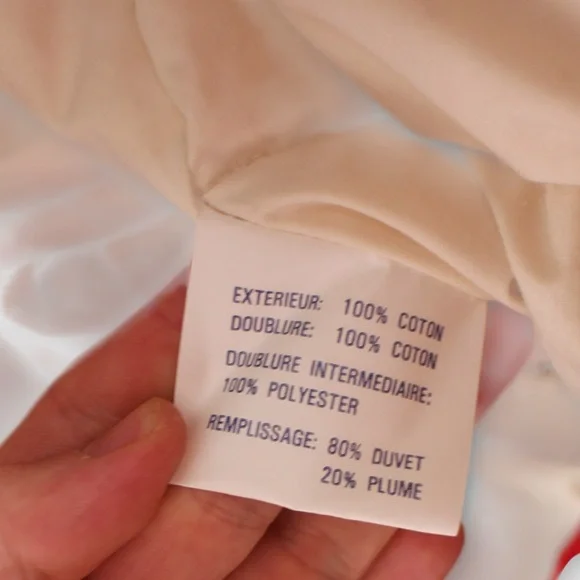 EXTERIEUR: 100% COTON
DOUBLURE: 100% COTON
DOUBLURE INTERMEDIAIRE:
100% POLYESTER
REMPLISSAGE: 80% DUVET
20% PLUME